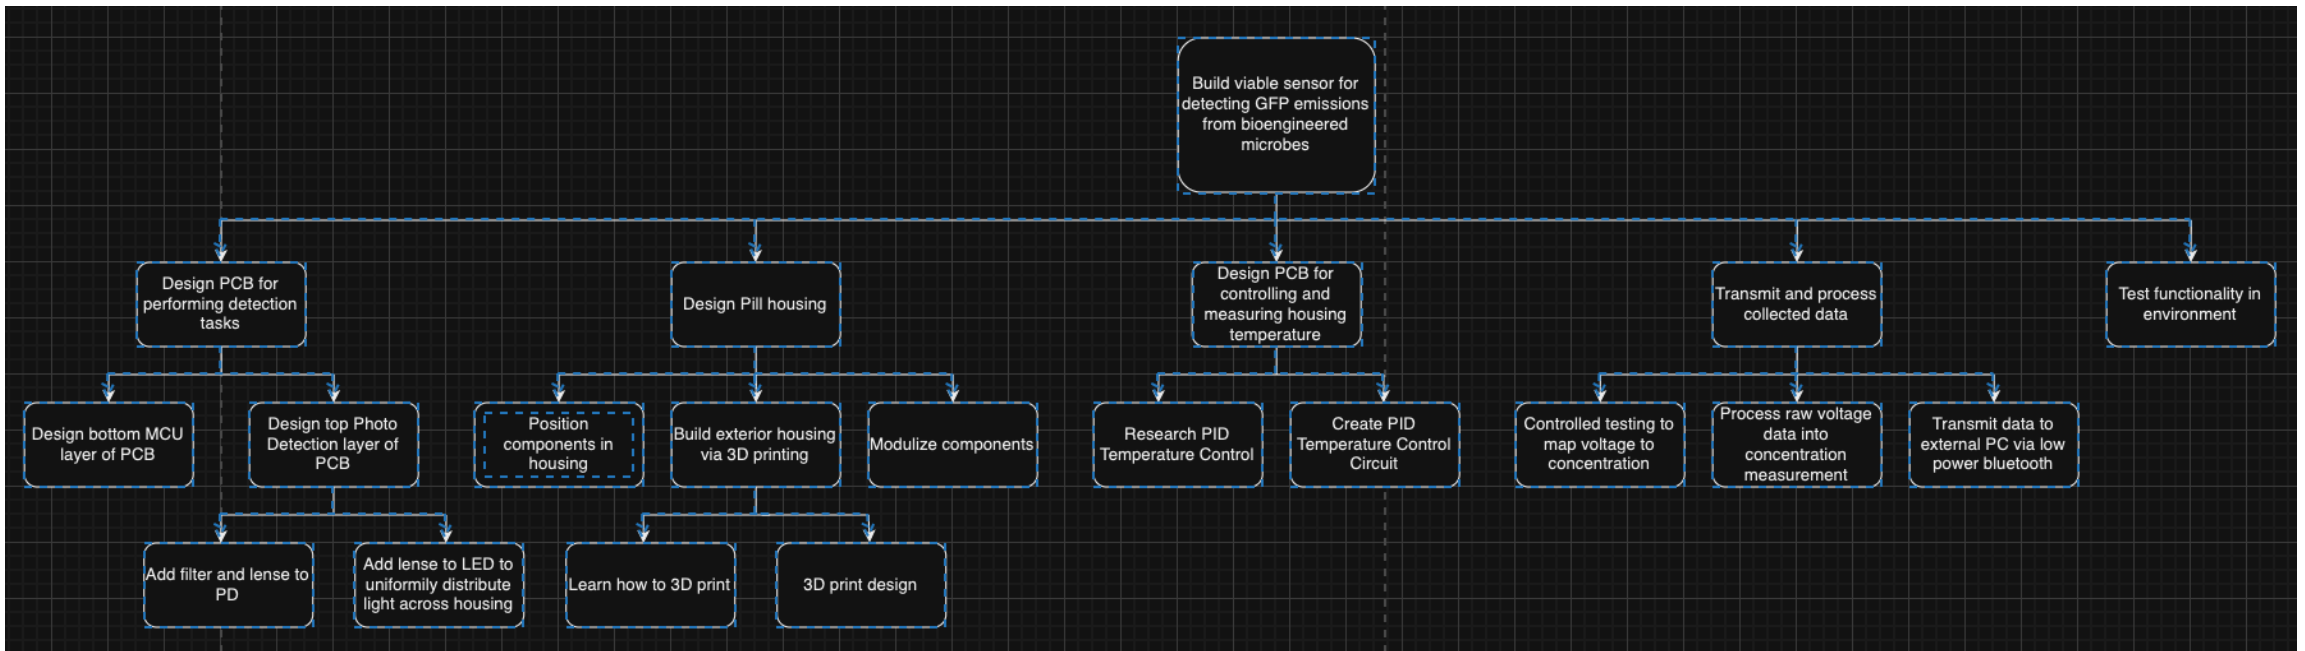 Build viable sensor for
detecting GFP emissions
from bioengineered
microbes
Design PCB for
performing detection
tasks
Design Pill housing
Design PCB for
controlling and
measuring housing
temperature
Transmit and process
collected data
Test functionality in
environment
Design bottom MCU
layer of PCB
Design top Photo
Detection layer of
PCB
Position
components in
housing
Build exterior housing
via 3D printing
Modulize components
Research PID
Temperature Control
Create PID
Temperature Control
Circuit
Controlled testing to
map voltage to
concentration
Process raw voltage
data into
concentration
measurement
Transmit data to
external PC via low
power bluetooth
Add filter and lense to
PD
Add lense to LED to
uniformily distribute
light across housing
Learn how to 3D print
3D print design